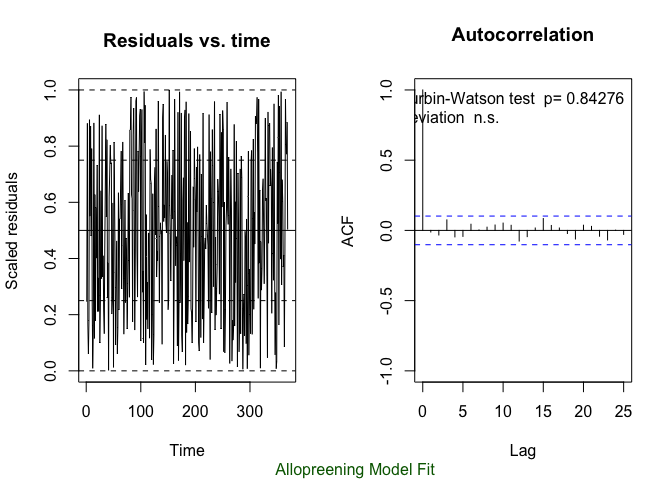 Residuals vs. time
Scaled residuals
0.0 0.2 0.4 0.6 0.8 1.0
0 100 200 300
Time
Autocorrelation
urbin-Watson test p= 0.84276
eviation n.s.
ACF
-1.0 -0.5 0.0 0.5 1.0
0 5 10 15 20 25
Lag
Allopreening Model Fit